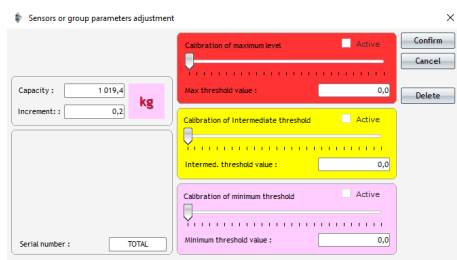 Sensors or group parameters adjustment
Calibration of maximum level
Active
Confirm
Cancel
Capacity :
1 019,4
kg
Max threshold value :
0,0
Delete
Increment: :
0,2
Calibration of Intermediate threshold
Active
Intermed. threshold value :
0,0
Calibration of minimum threshold
Active
Serial number :
TOTAL
Minimum threshold value :
0,0